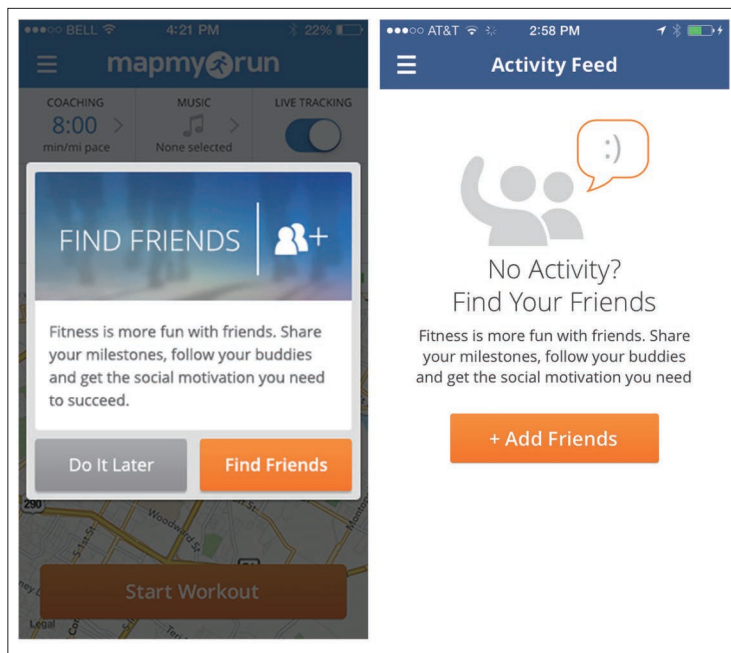 BELL 4:21 PM 22%
mapmyrun
COACHING
8:00
min/mi pace
MUSIC
None selected
LIVE TRACKING
FIND FRIENDS
Fitness is more fun with friends. Share
your milestones, follow your buddies
and get the social motivation you need
to succeed.
Do It Later
Find Friends
290
Woodward St
S 1st St
Start Workout
Legal
AT&T 2:58 PM
Activity Feed
:)
No Activity?
Find Your Friends
Fitness is more fun with friends. Share
your milestones, follow your buddies
and get the social motivation you need
+ Add Friends